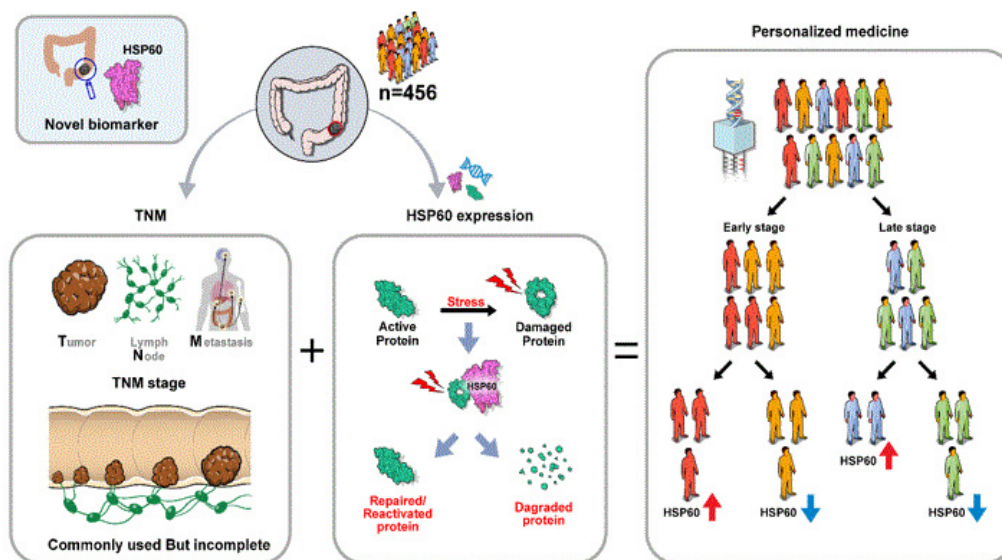 HSP60
Novel biomarker
n=456
TNM
HSP60 expression
Personalized medicine
Tumor
Lymph
Node
Metastasis
TNM stage
Commonly used But incomplete
+
Stress
Active
Protein
Damaged
Protein
HSP60
Repaired/
Reactivated
protein
Dagraded
protein
=
Early stage
Late stage
HSP60
HSP60
HSP60
HSP60